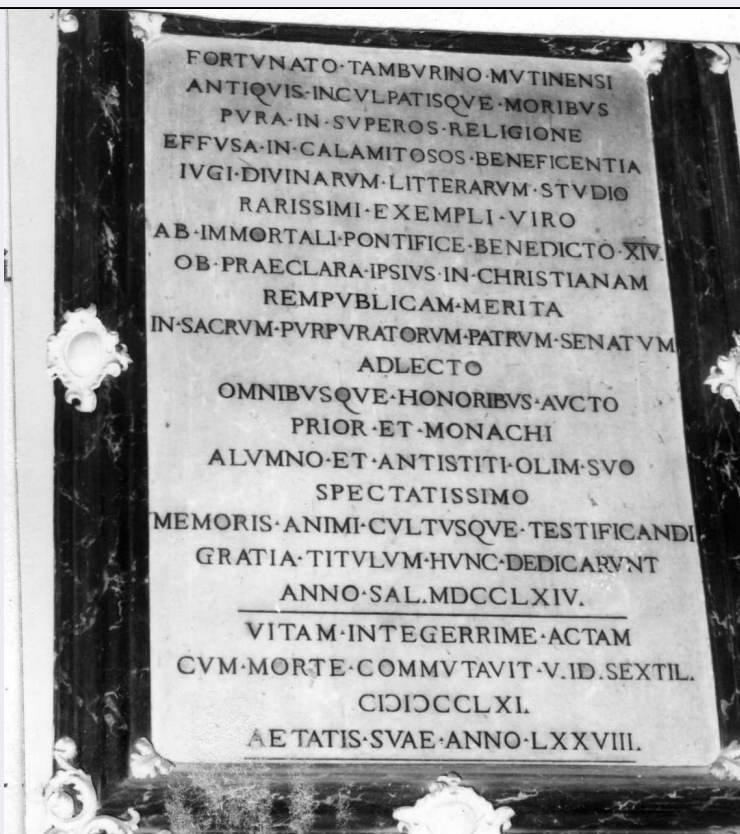 FORTVNATO·TAMBVRINO·MVTINENSI
ANTIQVIS·INCVLPATISQVE·MORIBVS
PVRA·IN·SVPEROS·RELIGIONE
EFFVSA·IN·CALAMITOSOS·BENEFICENTIA
IVGI·DIVINARVM·LITTERARVM·STVDIO
RARISSIMI·EXEMPLI·VIRO
AB·IMMORTALI·PONTIFICE·BENEDICTO·XIV.
OB·PRAECLARA·IPSIVS·IN·CHRISTIANAM
REMPVBLICAM·MERITA
IN·SACRVM·PVRPVRATORVM·PATRVM·SENATVM
ADLECTO
OMNIBVSQVE·HONORIBVS·AVCTO
PRIOR·ET·MONACHI
ALVMNO·ET·ANTISTITI·OLIM·SVO
SPECTATISSIMO
MEMORIS·ANIMI·CVLTVSQVE·TESTIFICANDI
GRATIA·TITVLVM·HVNC·DEDICARVNT
ANNO·SAL.MDCCLXIV.
VITAM·INTEGERRIME·ACTAM
CVM·MORTE·COMMVTAVIT·V.ID.SEXTIL.
CIƆIƆCCLXI.
AETATIS·SVAE·ANNO·LXXVIII.